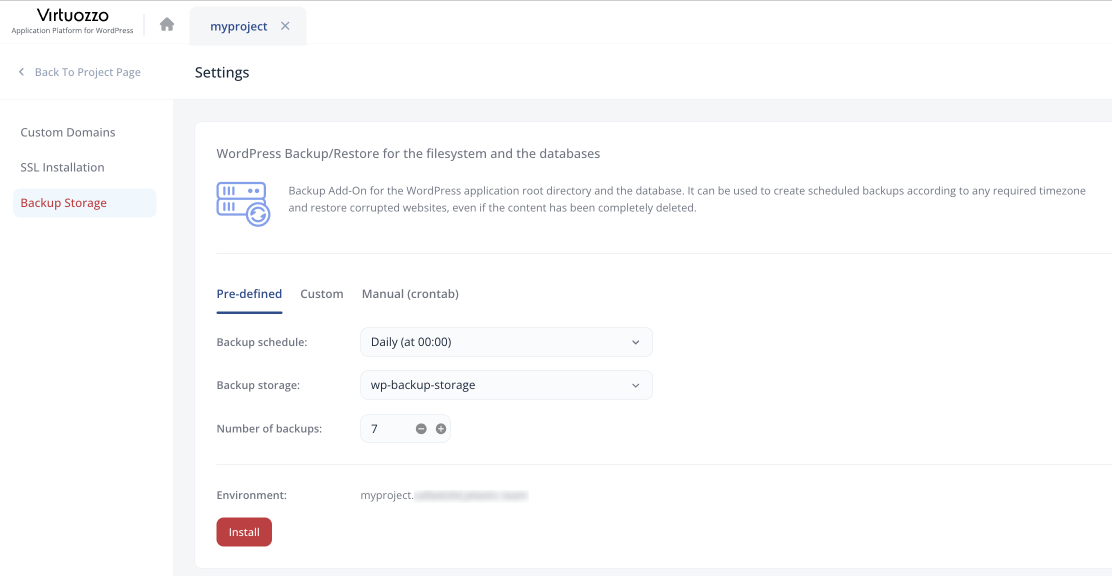 Virtuozzo
Application Platform for WordPress
myproject
Back To Project Page
Settings
Custom Domains
SSL Installation
Backup Storage
WordPress Backup/Restore for the filesystem and the databases
Backup Add-On for the WordPress application root directory and the database. It can be used to create scheduled backups according to any required timezone
and restore corrupted websites, even if the content has been completely deleted.
Pre-defined Custom Manual (crontab)
Backup schedule: Daily (at 00:00)
Backup storage: wp-backup-storage
Number of backups: 7
Environment: myproject.
Install